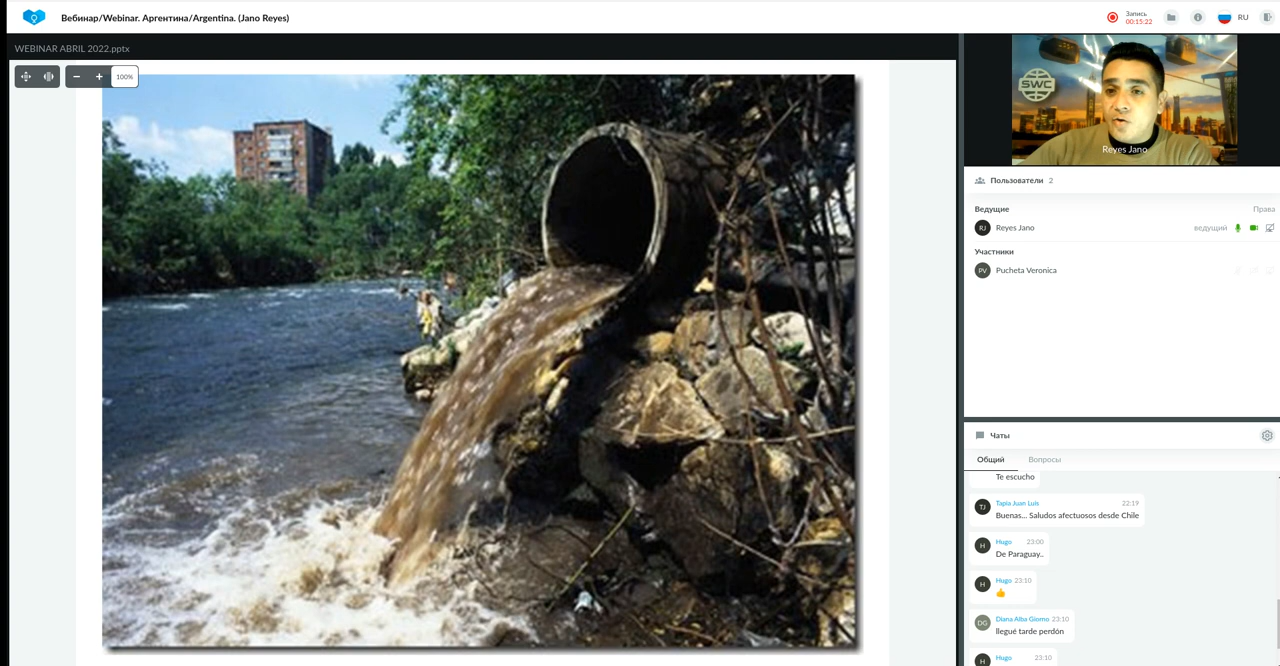 Вебинар/Webinar. Аргентина/Argentina. (Jano Reyes)
Запись
00:15:22
RU
WEBINAR ABRIL 2022.pptx
100%
SWC
Reyes Jano
Пользователи 2
Ведущие Права
RJ Reyes Jano ведущий
Участники
PV Pucheta Veronica
Чаты
Общий Вопросы
Te escucho
TJ Tapia Juan Luis 22:19
Buenas... Saludos afectuosos desde Chile
H Hugo 23:00
De Paraguay..
H Hugo 23:10
👍
DG Diana Alba Giorno 23:10
llegué tarde perdón
H Hugo 23:10